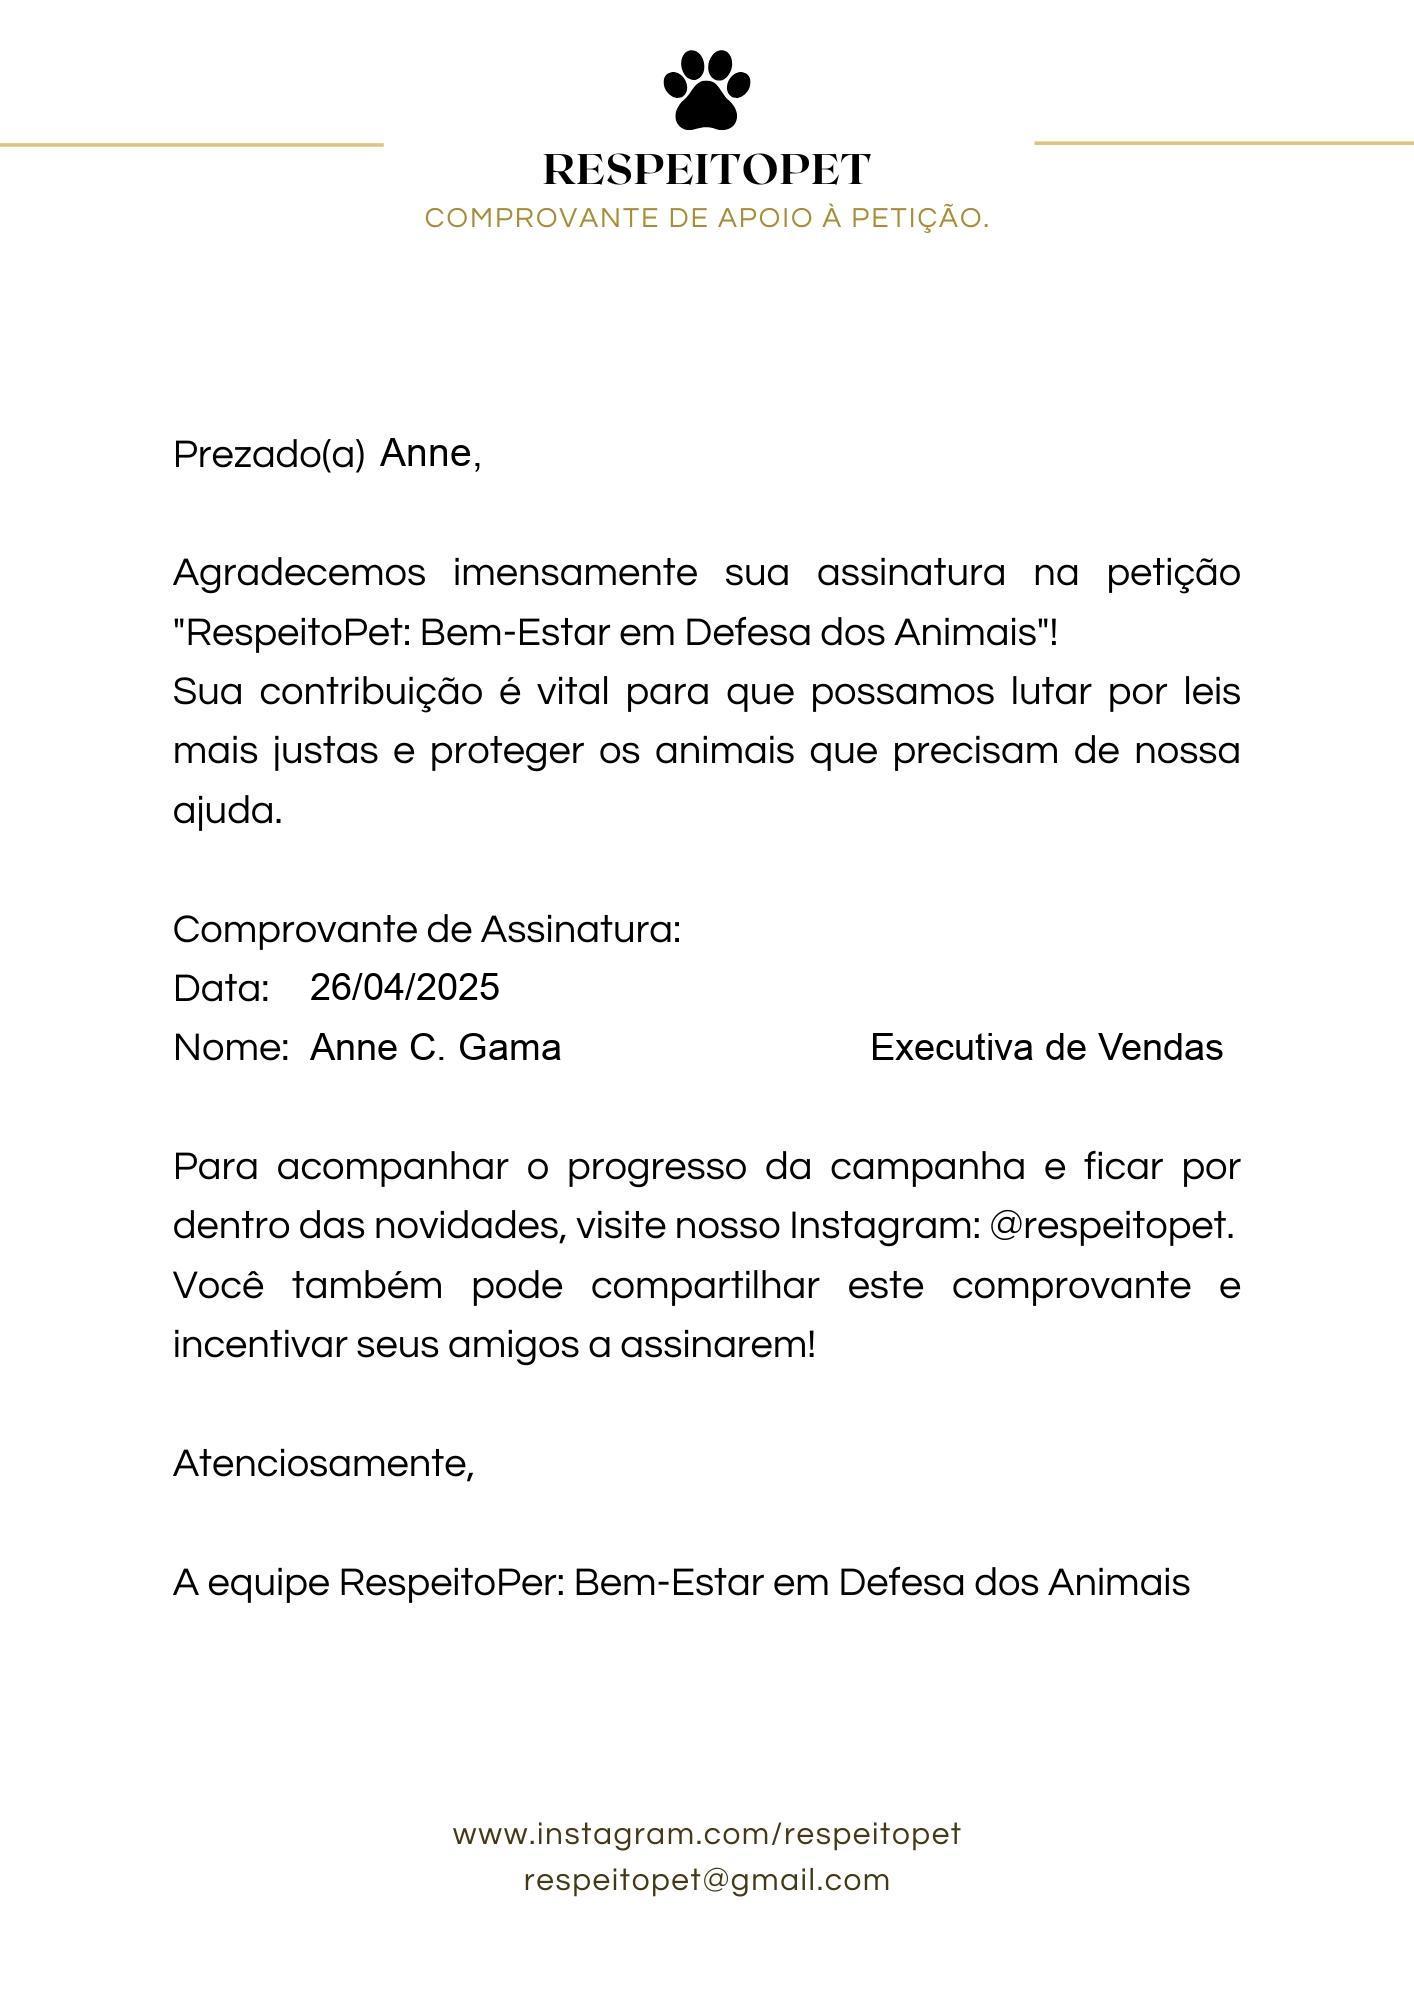 RESPEITOPET
COMPROVANTE DE APOIO À PETIÇÃO.
Prezado(a) Anne,
Agradecemos imensamente sua assinatura na petição
"RespeitoPet: Bem-Estar em Defesa dos Animais"!
Sua contribuição é vital para que possamos lutar por leis
mais justas e proteger os animais que precisam de nossa
ajuda.
Comprovante de Assinatura:
Data: 26/04/2025
Nome: Anne C. Gama Executiva de Vendas
Para acompanhar o progresso da campanha e ficar por
dentro das novidades, visite nosso Instagram: @respeitopet.
Você também pode compartilhar este comprovante e
incentivar seus amigos a assinarem!
Atenciosamente,
A equipe RespeitoPer: Bem-Estar em Defesa dos Animais
www.instagram.com/respeitopet
respeitopet@gmail.com